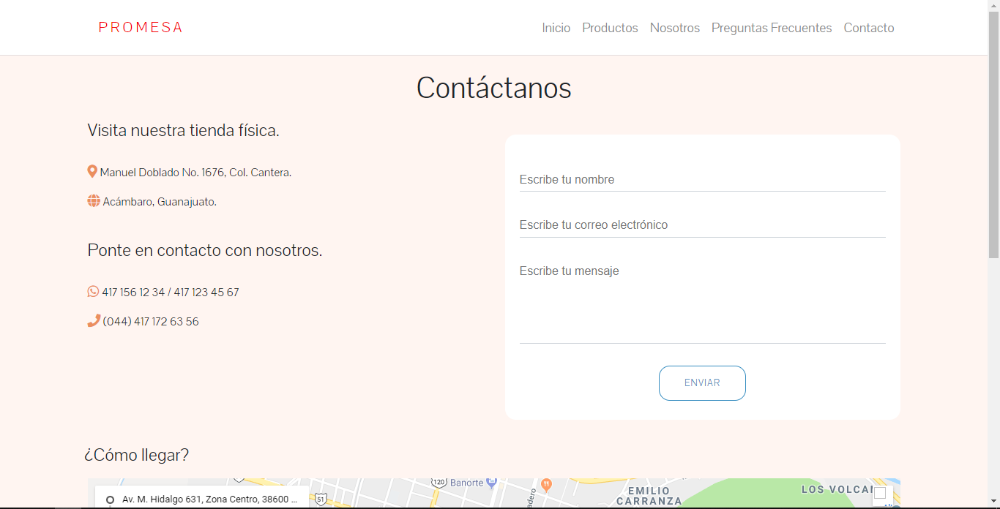 PROMESA
Inicio Productos Nosotros Preguntas Frecuentes Contacto
Contáctanos
Visita nuestra tienda física.
Manuel Doblado No. 1676, Col. Cantera.
Acámbaro, Guanajuato.
Ponte en contacto con nosotros.
417 156 12 34 / 417 123 45 67
(044) 417 172 63 56
Escribe tu nombre
Escribe tu correo electrónico
Escribe tu mensaje
ENVIAR
¿Cómo llegar?
Av. M. Hidalgo 631, Zona Centro, 38600 ...
51
120
Banorte
EMILIO
CARRANZA
LOS VOLCA